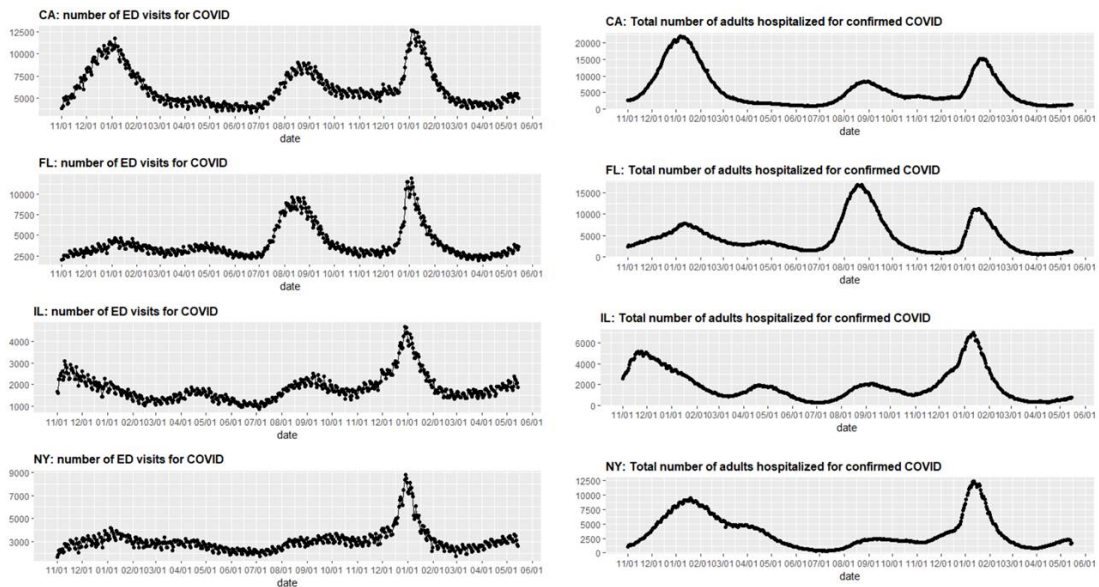 CA: number of ED visits for COVID
12500
10000
7500
5000
11/01 12/01 01/01 02/01 03/01 04/01 05/01 06/01 07/01 08/01 09/01 10/01 11/01 12/01 01/01 02/01 03/01 04/01 05/01 06/01
date
FL: number of ED visits for COVID
10000
7500
5000
2500
11/01 12/01 01/01 02/01 03/01 04/01 05/01 06/01 07/01 08/01 09/01 10/01 11/01 12/01 01/01 02/01 03/01 04/01 05/01 06/01
date
IL: number of ED visits for COVID
4000
3000
2000
1000
11/01 12/01 01/01 02/01 03/01 04/01 05/01 06/01 07/01 08/01 09/01 10/01 11/01 12/01 01/01 02/01 03/01 04/01 05/01 06/01
date
NY: number of ED visits for COVID
9000
7000
5000
3000
11/01 12/01 01/01 02/01 03/01 04/01 05/01 06/01 07/01 08/01 09/01 10/01 11/01 12/01 01/01 02/01 03/01 04/01 05/01 06/01
date
CA: Total number of adults hospitalized for confirmed COVID
20000
15000
10000
5000
0
11/01 12/01 01/01 02/01 03/01 04/01 05/01 06/01 07/01 08/01 09/01 10/01 11/01 12/01 01/01 02/01 03/01 04/01 05/01 06/01
date
FL: Total number of adults hospitalized for confirmed COVID
15000
10000
5000
0
11/01 12/01 01/01 02/01 03/01 04/01 05/01 06/01 07/01 08/01 09/01 10/01 11/01 12/01 01/01 02/01 03/01 04/01 05/01 06/01
date
IL: Total number of adults hospitalized for confirmed COVID
6000
4000
2000
0
11/01 12/01 01/01 02/01 03/01 04/01 05/01 06/01 07/01 08/01 09/01 10/01 11/01 12/01 01/01 02/01 03/01 04/01 05/01 06/01
date
NY: Total number of adults hospitalized for confirmed COVID
12500
10000
7500
5000
2500
0
11/01 12/01 01/01 02/01 03/01 04/01 05/01 06/01 07/01 08/01 09/01 10/01 11/01 12/01 01/01 02/01 03/01 04/01 05/01 06/01
date